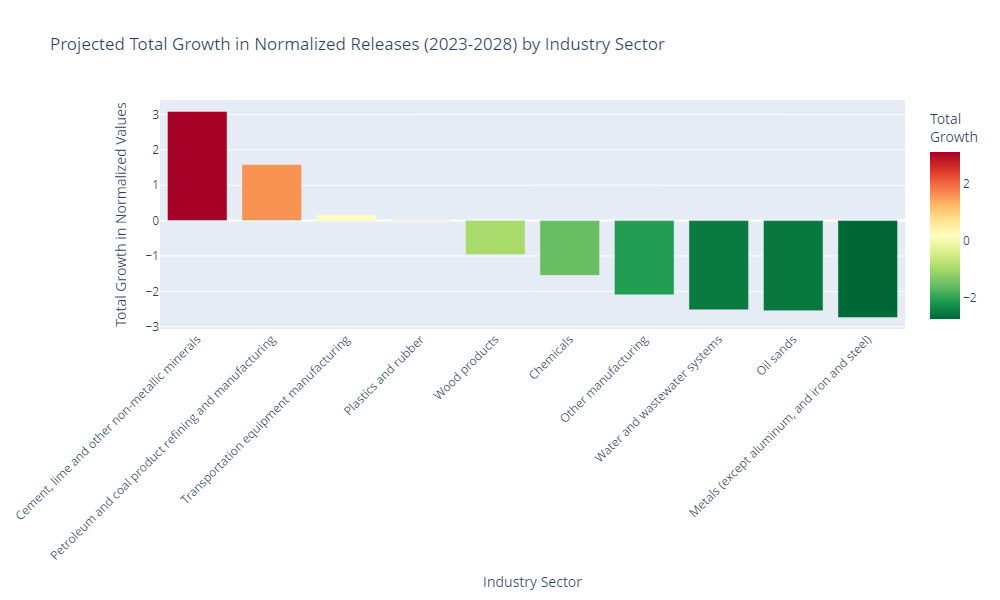 Projected Total Growth in Normalized Releases (2023-2028) by Industry Sector
Total Growth in Normalized Values
3
2
1
0
−1
−2
−3
Cement, lime and other non-metallic minerals
Petroleum and coal product refining and manufacturing
Transportation equipment manufacturing
Plastics and rubber
Wood products
Chemicals
Other manufacturing
Water and wastewater systems
Oil sands
Metals (except aluminum, and iron and steel)
Industry Sector
Total
Growth
2
0
−2